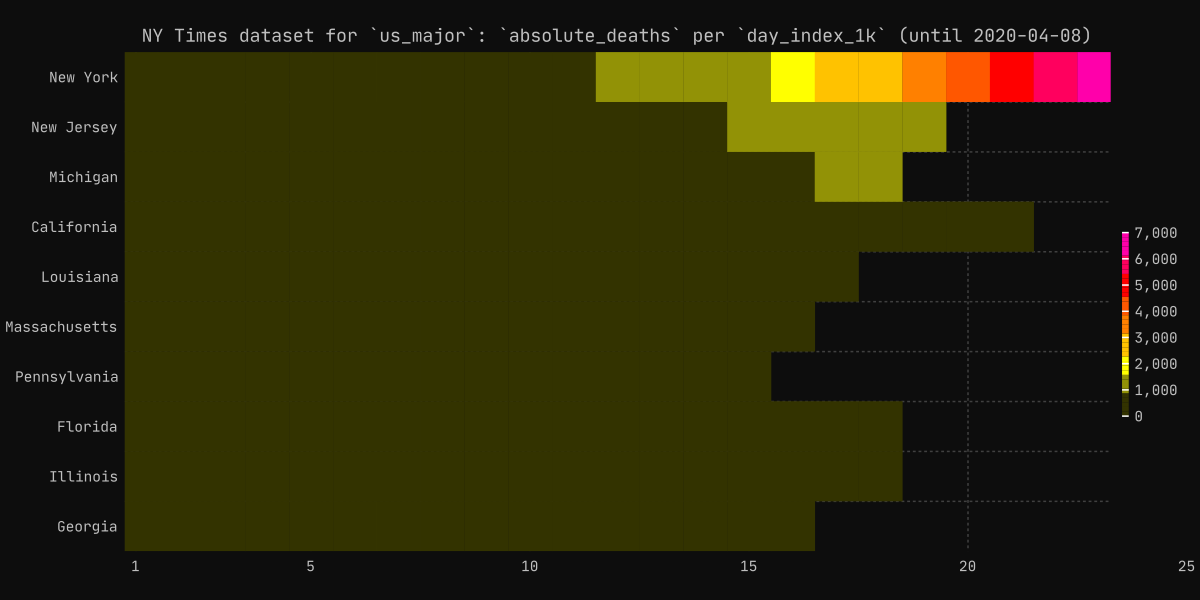 NY Times dataset for `us_major`: `absolute_deaths` per `day_index_1k` (until 2020-04-08)
New York
New Jersey
Michigan
California
Louisiana
Massachusetts
Pennsylvania
Florida
Illinois
Georgia
7,000
6,000
5,000
4,000
3,000
2,000
1,000
0
1 5 10 15 20 25